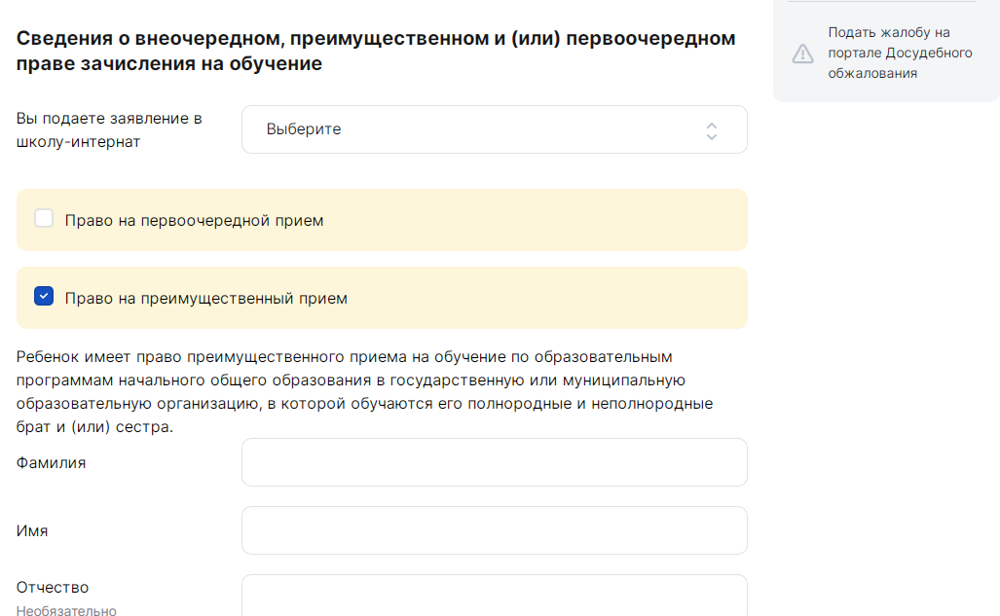 Сведения о внеочередном, преимущественном и (или) первоочередном
праве зачисления на обучение
Вы подаете заявление в
школу-интернат
Выберите
Право на первоочередной прием
Право на преимущественный прием
Ребенок имеет право преимущественного приема на обучение по образовательным
программам начального общего образования в государственную или муниципальную
образовательную организацию, в которой обучаются его полнородные и неполнородные
брат и (или) сестра.
Фамилия
Имя
Отчество
Необязательно
Подать жалобу на
портале Досудебного
обжалования